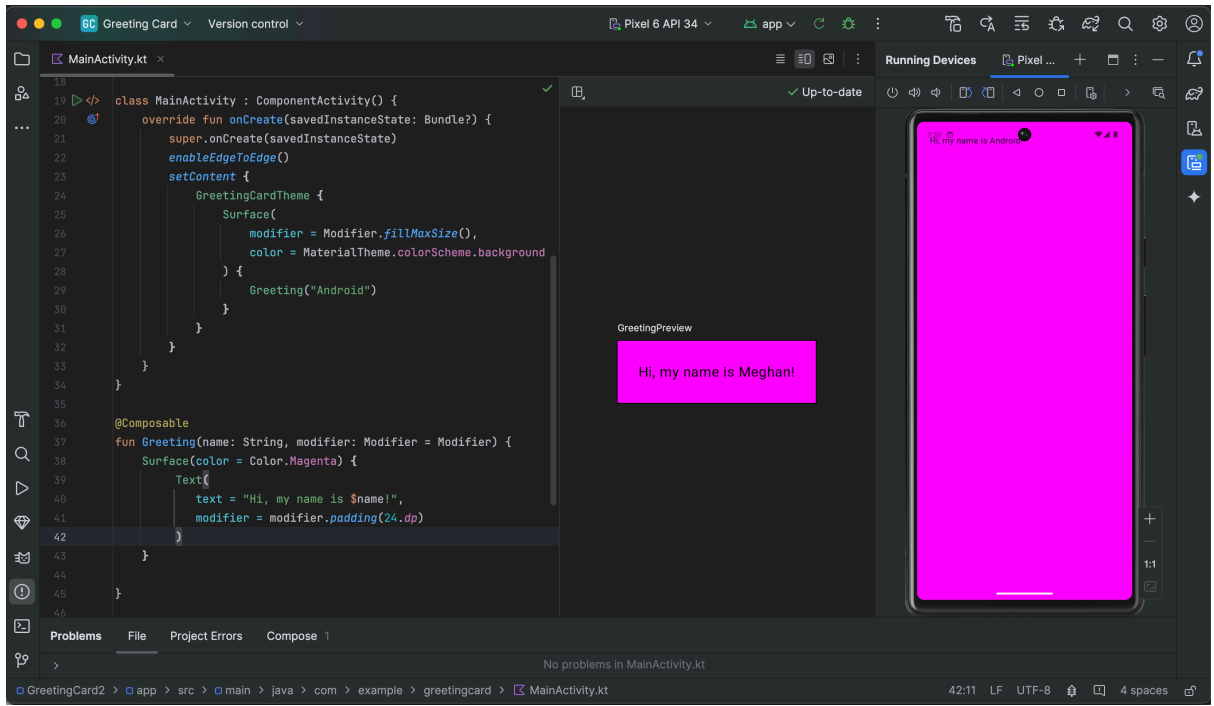 GC Greeting Card Version control Pixel 6 API 34 app
MainActivity.kt
Running Devices Pixel ...
Up-to-date
18
19 class MainActivity : ComponentActivity() {
20 override fun onCreate(savedInstanceState: Bundle?) {
21 super.onCreate(savedInstanceState)
22 enableEdgeToEdge()
23 setContent {
24 GreetingCardTheme {
25 Surface(
26 modifier = Modifier.fillMaxSize(),
27 color = MaterialTheme.colorScheme.background
28 ) {
29 Greeting("Android")
30 }
31 }
32 }
33 }
34 }
35
36 @Composable
37 fun Greeting(name: String, modifier: Modifier = Modifier) {
38 Surface(color = Color.Magenta) {
39 Text(
40 text = "Hi, my name is $name!",
41 modifier = modifier.padding(24.dp)
42 )
43 }
44
45 }
46
GreetingPreview
Hi, my name is Meghan!
7:30
Hi, my name is Android
1:1
Problems File Project Errors Compose 1
No problems in MainActivity.kt
GreetingCard2 > app > src > main > java > com > example > greetingcard > MainActivity.kt 42:11 LF UTF-8 4 spaces